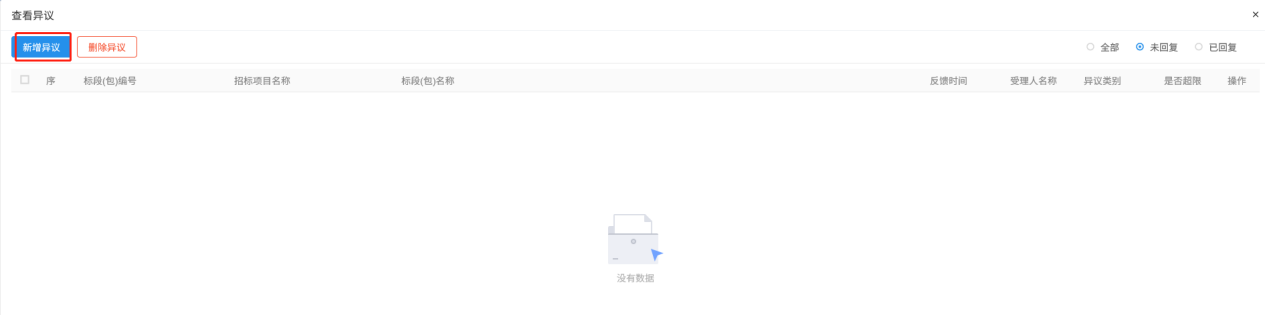 查看异议 ×
新增异议 删除异议 全部 未回复 已回复
序 标段(包)编号 招标项目名称 标段(包)名称 反馈时间 受理人名称 异议类别 是否超限 操作
没有数据